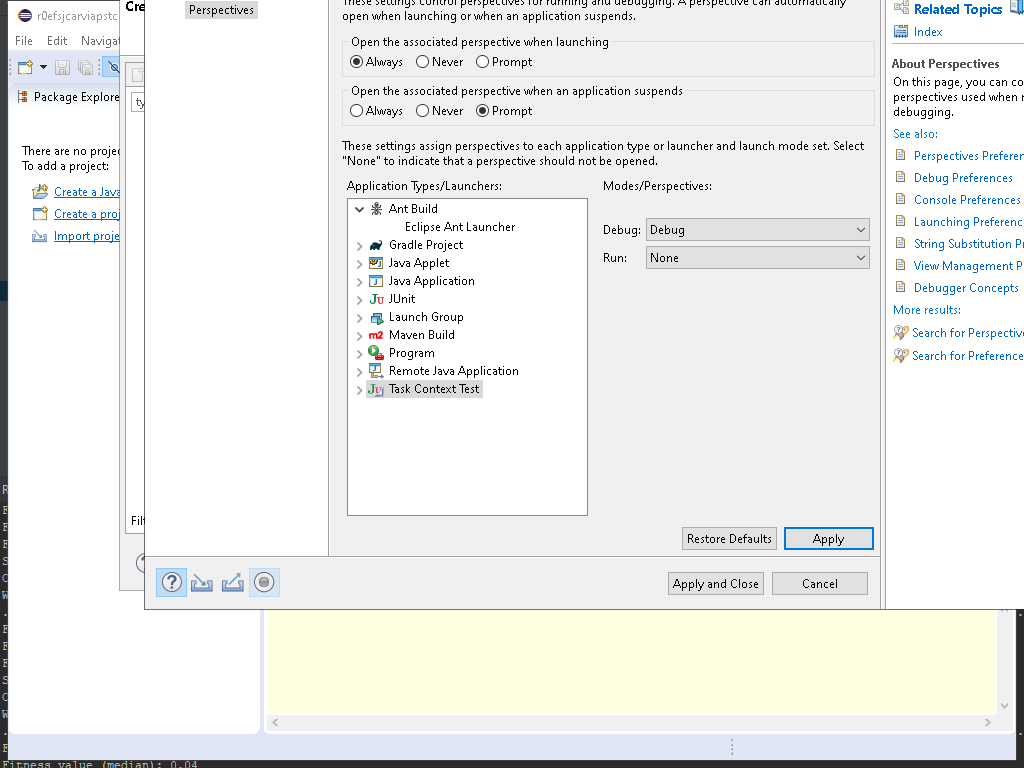 r0efsjcarviapstc
Cre
Perspectives
These settings control perspectives for running and debugging. A perspective can automatically
open when launching or when an application suspends.
Related Topics
Index
File Edit Navigat
Open the associated perspective when launching
Always Never Prompt
About Perspectives
On this page, you can co
perspectives used when r
debugging.
Package Explore
ty
Open the associated perspective when an application suspends
Always Never Prompt
See also:
Perspectives Preferer
Debug Preferences
Console Preferences
Launching Preferenc
String Substitution Pr
View Management P
Debugger Concepts
More results:
Search for Perspective
Search for Preference
There are no projec
To add a project:
Create a Java
Create a proj
Import proje
These settings assign perspectives to each application type or launcher and launch mode set. Select
"None" to indicate that a perspective should not be opened.
Application Types/Launchers:
Modes/Perspectives:
Ant Build
Eclipse Ant Launcher
Gradle Project
Java Applet
Java Application
JUnit
Launch Group
Maven Build
Program
Remote Java Application
Task Context Test
Debug: Debug
Run: None
Filt
Restore Defaults Apply
Apply and Close Cancel
Fitness value (median): 0.04